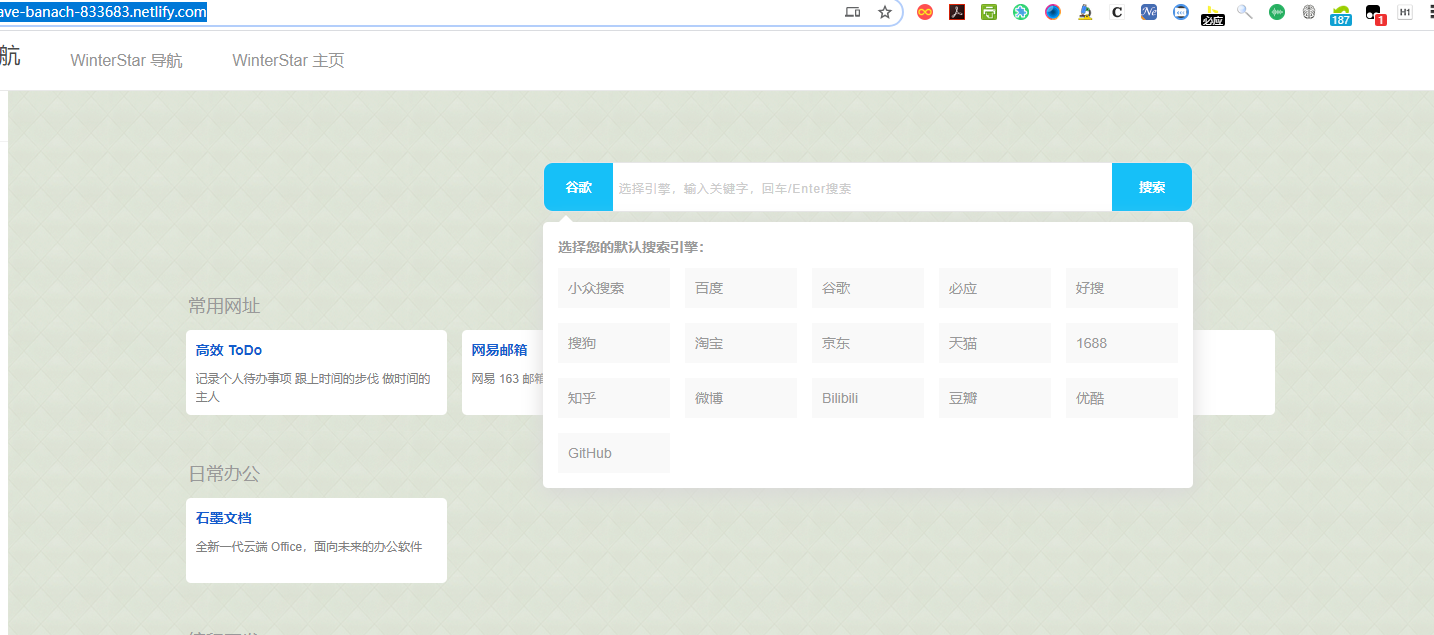 ave-banach-833683.netlify.com
C
Ne
必应
187
1
H1
航
WinterStar 导航
WinterStar 主页
谷歌
选择引擎，输入关键字，回车/Enter搜索
搜索
选择您的默认搜索引擎：
小众搜索 百度 谷歌 必应 好搜
搜狗 淘宝 京东 天猫 1688
知乎 微博 Bilibili 豆瓣 优酷
GitHub
常用网址
高效 ToDo
记录个人待办事项 跟上时间的步伐 做时间的
主人
网易邮箱
网易 163 邮箱
日常办公
石墨文档
全新一代云端 Office，面向未来的办公软件